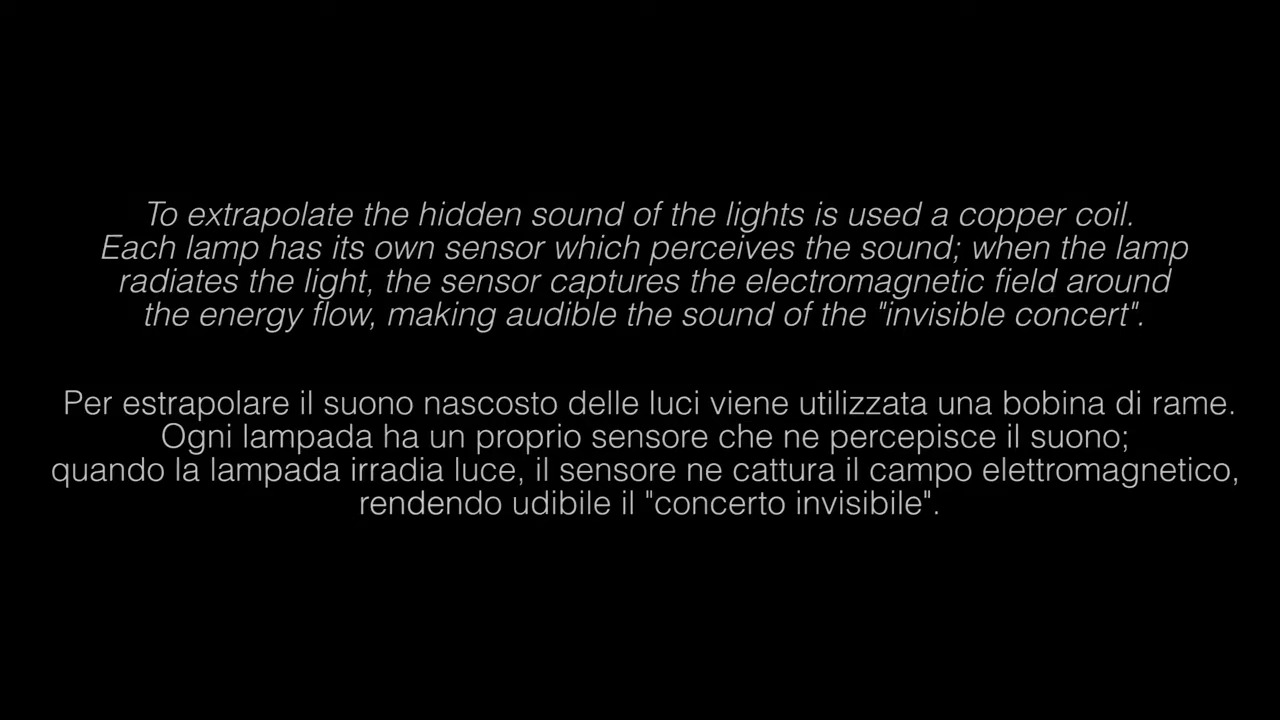 To extrapolate the hidden sound of the lights is used a copper coil.
Each lamp has its own sensor which perceives the sound; when the lamp
radiates the light, the sensor captures the electromagnetic field around
the energy flow, making audible the sound of the "invisible concert".
Per estrapolare il suono nascosto delle luci viene utilizzata una bobina di rame.
Ogni lampada ha un proprio sensore che ne percepisce il suono;
quando la lampada irradia luce, il sensore ne cattura il campo elettromagnetico,
rendendo udibile il "concerto invisibile".